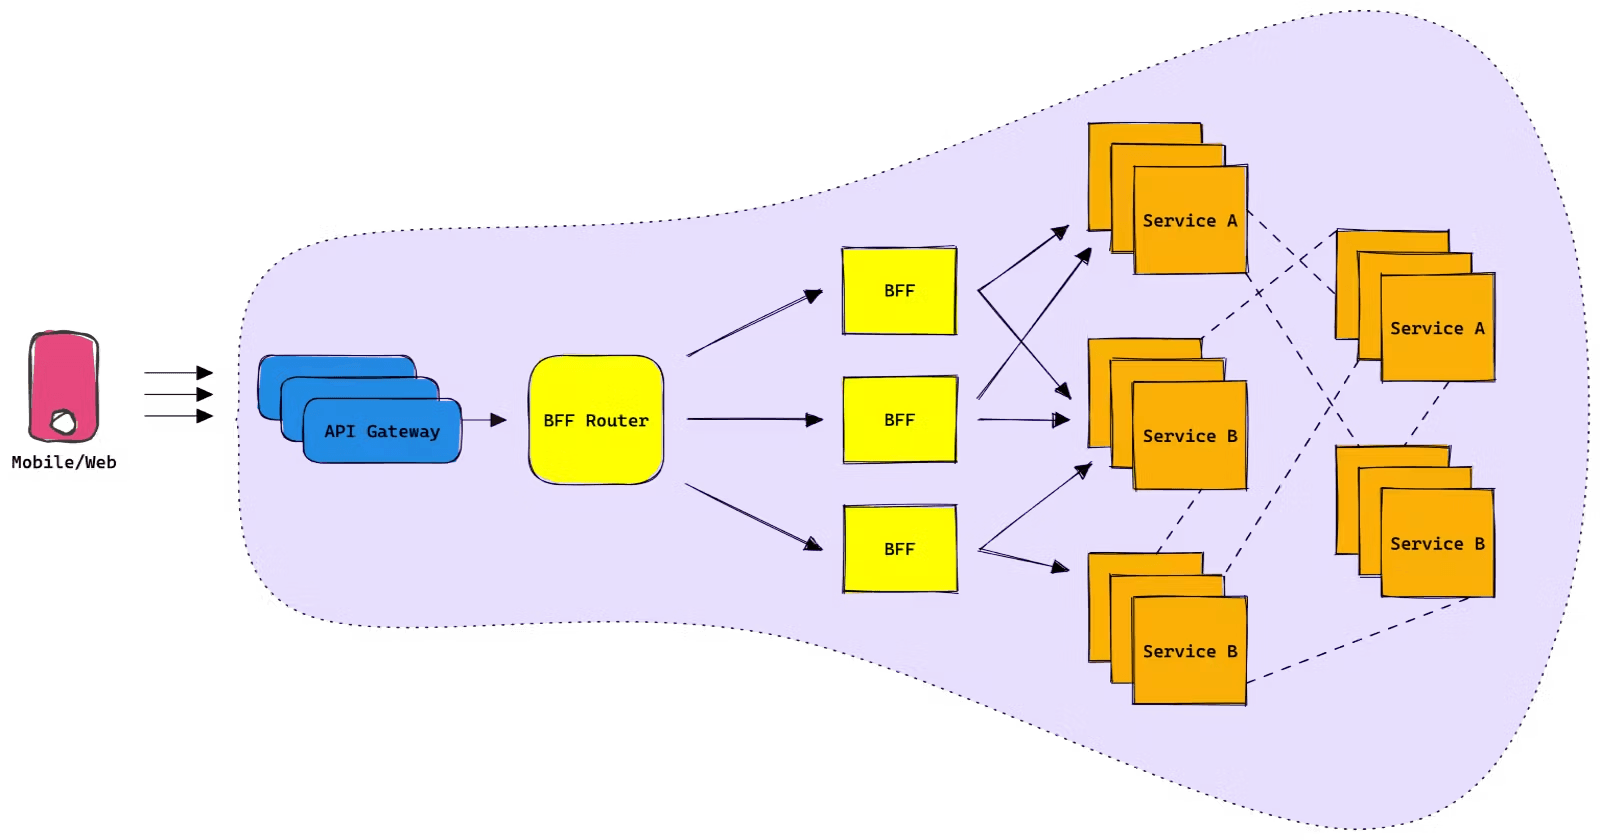 Mobile/Web
API Gateway
BFF Router
BFF
BFF
BFF
Service A
Service B
Service B
Service A
Service B